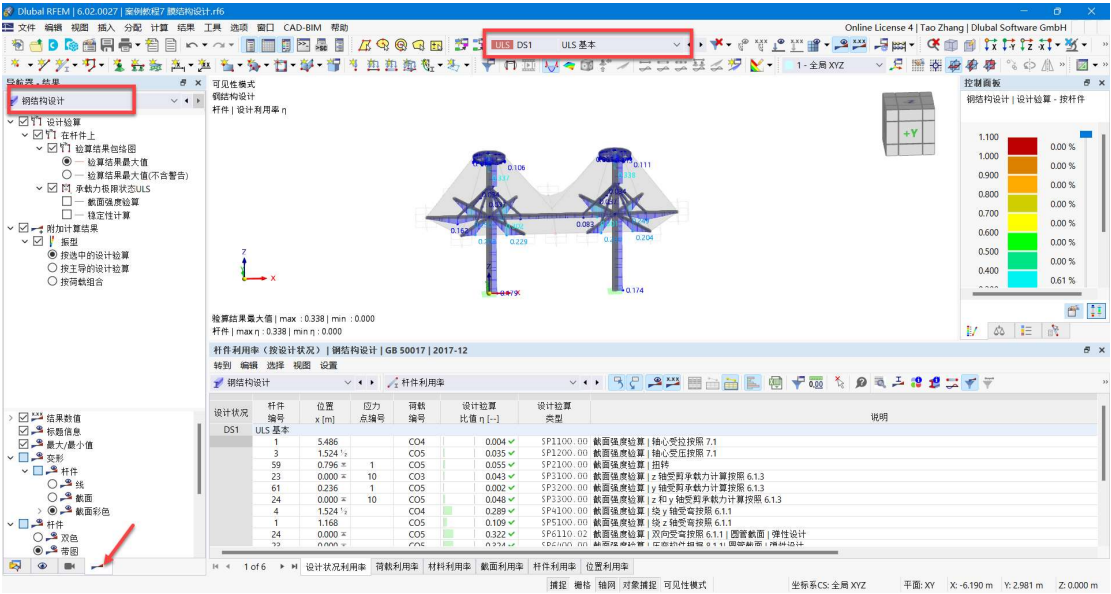 Dlubal RFEM | 6.02.0027 | 案例教程7 膜结构设计.rf6
文件 编辑 视图 插入 分配 计算 结果 工具 选项 窗口 CAD-BIM 帮助
Online License 4 | Tao Zhang | Dlubal Software GmbH
ULS DS1 ULS 基本
1 - 全局 XYZ
导航器 - 结果
钢结构设计
设计验算
在杆件上
验算结果包络图
验算结果最大值
验算结果最大值(不含警告)
承载力极限状态ULS
截面强度验算
稳定性计算
附加计算结果
振型
按选中的设计验算
按主导的设计验算
按荷载组合
结果数值
标题信息
最大/最小值
变形
杆件
线
截面
截面彩色
杆件
双色
带图
可见性模式
钢结构设计
杆件 | 设计利用率 η
0.106
0.111
0.083
0.229
0.204
0.174
Z
X
+Y
验算结果最大值 | max : 0.338 | min : 0.000
杆件 | max η : 0.338 | min η : 0.000
控制面板
钢结构设计 | 设计验算 - 按杆件
1.100
0.00 %
1.000
0.00 %
0.900
0.00 %
0.800
0.00 %
0.700
0.00 %
0.600
0.00 %
0.500
0.00 %
0.400
0.61 %
杆件利用率（按设计状况）| 钢结构设计 | GB 50017 | 2017-12
转到 编辑 选择 视图 设置
钢结构设计 杆件利用率
设计状况 杆件编号 位置 x [m] 应力点编号 荷载编号 设计验算比值 η [--] 设计验算类型 说明
DS1 ULS 基本
1 5.486 CO4 0.004 SP1100.00 截面强度验算 | 轴心受拉按照 7.1
3 1.524 ½ CO5 0.035 SP1200.00 截面强度验算 | 轴心受压按照 7.1
59 0.796 1 CO5 0.055 SP2100.00 截面强度验算 | 扭转
23 0.000 10 CO3 0.043 SP3100.00 截面强度验算 | z 轴受剪承载力计算按照 6.1.3
61 0.236 1 CO5 0.002 SP3200.00 截面强度验算 | y 轴受剪承载力计算按照 6.1.3
24 0.000 10 CO5 0.048 SP3300.00 截面强度验算 | z 和 y 轴受剪承载力计算按照 6.1.3
4 1.524 ½ CO4 0.289 SP4100.00 截面强度验算 | 绕 y 轴受弯按照 6.1.1
1 1.168 CO5 0.109 SP5100.00 截面强度验算 | 绕 z 轴受弯按照 6.1.1
24 0.000 CO5 0.322 SP6110.02 截面强度验算 | 双向受弯按照 6.1.1 | 圆管截面 | 弹性设计
1 of 6 设计状况利用率 荷载利用率 材料利用率 截面利用率 杆件利用率 位置利用率
捕捉 栅格 轴网 对象捕捉 可见性模式 坐标系CS: 全局 XYZ 平面: XY X: -6.190 m Y: 2.981 m Z: 0.000 m